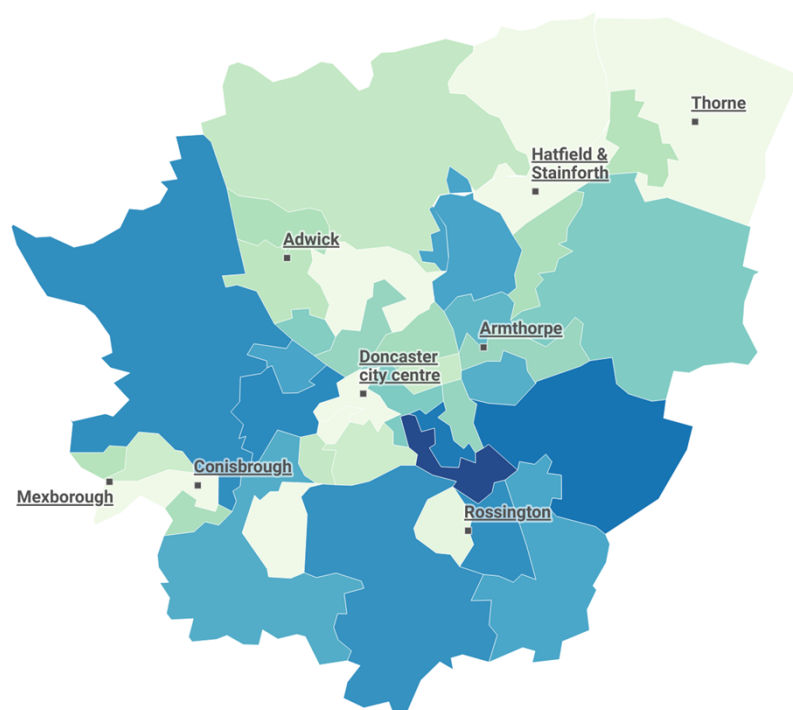 Thorne
Hatfield &
Stainforth
Adwick
Armthorpe
Doncaster
city centre
Conisbrough
Mexborough
Rossington